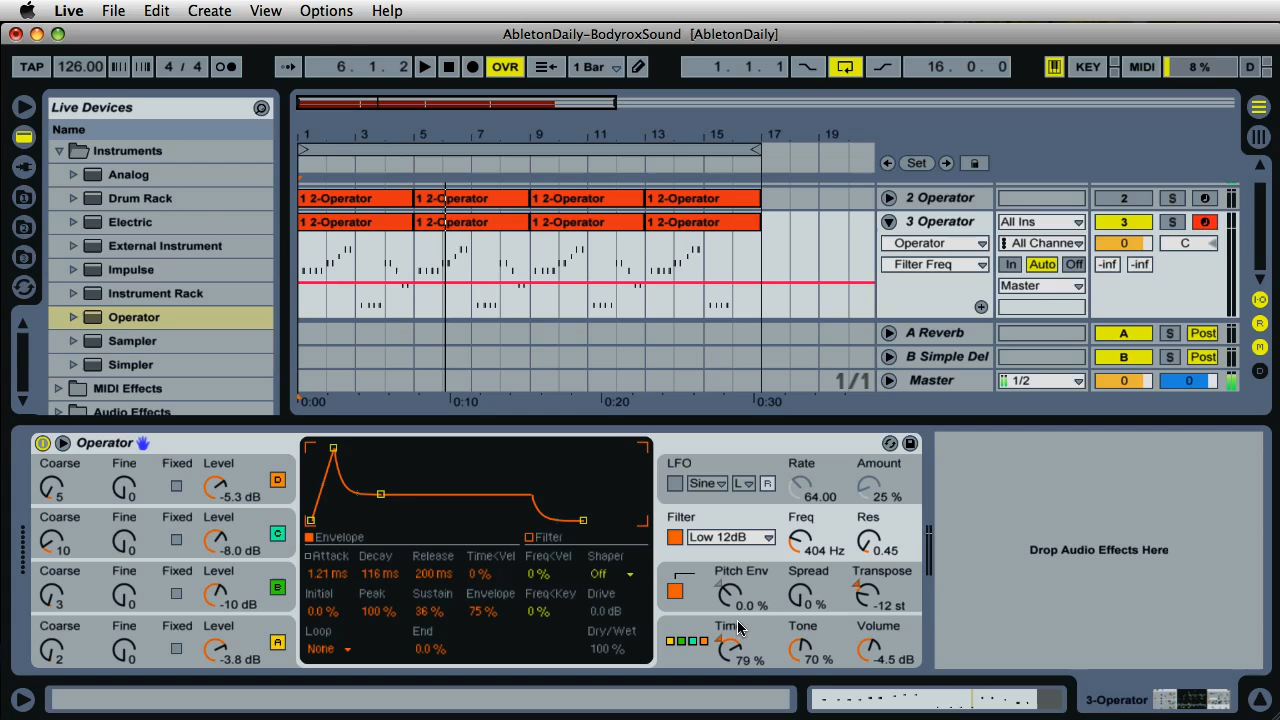 Live File Edit Create View Options Help
AbletonDaily-BodyroxSound [AbletonDaily]
TAP 126.00 4 / 4 6. 1. 2 OVR 1 Bar 1. 1. 1 16. 0. 0 KEY MIDI 8 % D
Live Devices
Name
Instruments
Analog
Drum Rack
Electric
External Instrument
Impulse
Instrument Rack
Operator
Sampler
Simpler
MIDI Effects
Audio Effects
1 3 5 7 9 11 13 15 17 19
Set
1 2-Operator 1 2-Operator 1 2-Operator 1 2-Operator 2 Operator 2 S
1 2-Operator 1 2-Operator 1 2-Operator 1 2-Operator 3 Operator All Ins 3 S
Operator All Channe 0 C
Filter Freq In Auto Off -inf -inf
Master
A Reverb A S Post
B Simple Del B S Post
1/1 Master 1/2 0 0
0:00 0:10 0:20 0:30
I·O
R
M
D
Operator
Coarse Fine Fixed Level
5 0 -5.3 dB D
Coarse Fine Fixed Level
10 0 -8.0 dB C
Coarse Fine Fixed Level
3 0 -10 dB B
Coarse Fine Fixed Level
2 0 -3.8 dB A
Envelope Filter
Attack Decay Release Time<Vel Freq<Vel Shaper
1.21 ms 116 ms 200 ms 0 % 0 % Off
Initial Peak Sustain Envelope Freq<Key Drive
0.0 % 100 % 36 % 75 % 0 % 0.0 dB
Loop End Dry/Wet
None 0.0 % 100 %
LFO Rate Amount
Sine L R 64.00 25 %
Filter Freq Res
Low 12dB 404 Hz 0.45
Pitch Env Spread Transpose
0.0 % 0 % -12 st
Tone Volume
79 % 70 % -4.5 dB
Drop Audio Effects Here
3-Operator